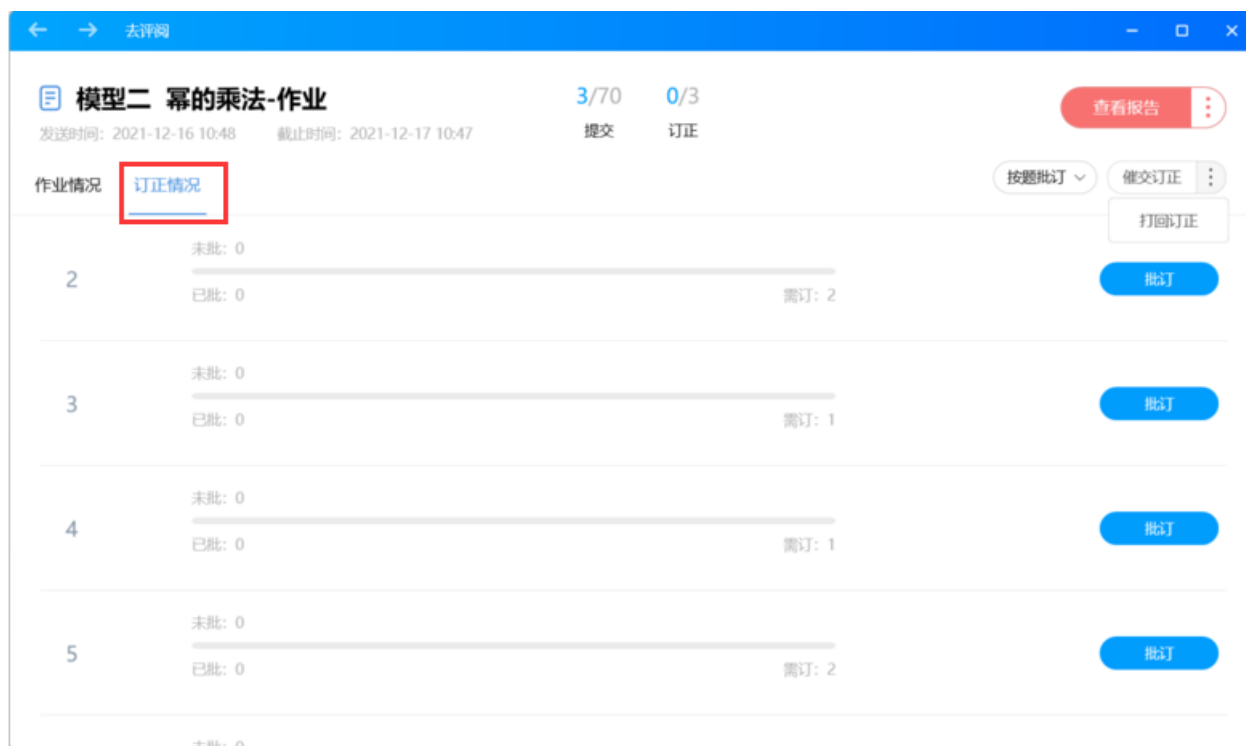 去评阅
模型二 幂的乘法-作业
3/70
0/3
查看报告
发送时间：2021-12-16 10:48
截止时间：2021-12-17 10:47
提交
订正
作业情况
订正情况
按题批订
催交订正
打回订正
未批：0
2
批订
已批：0
需订：2
未批：0
3
批订
已批：0
需订：1
未批：0
4
批订
已批：0
需订：1
未批：0
5
批订
已批：0
需订：2
未批：0